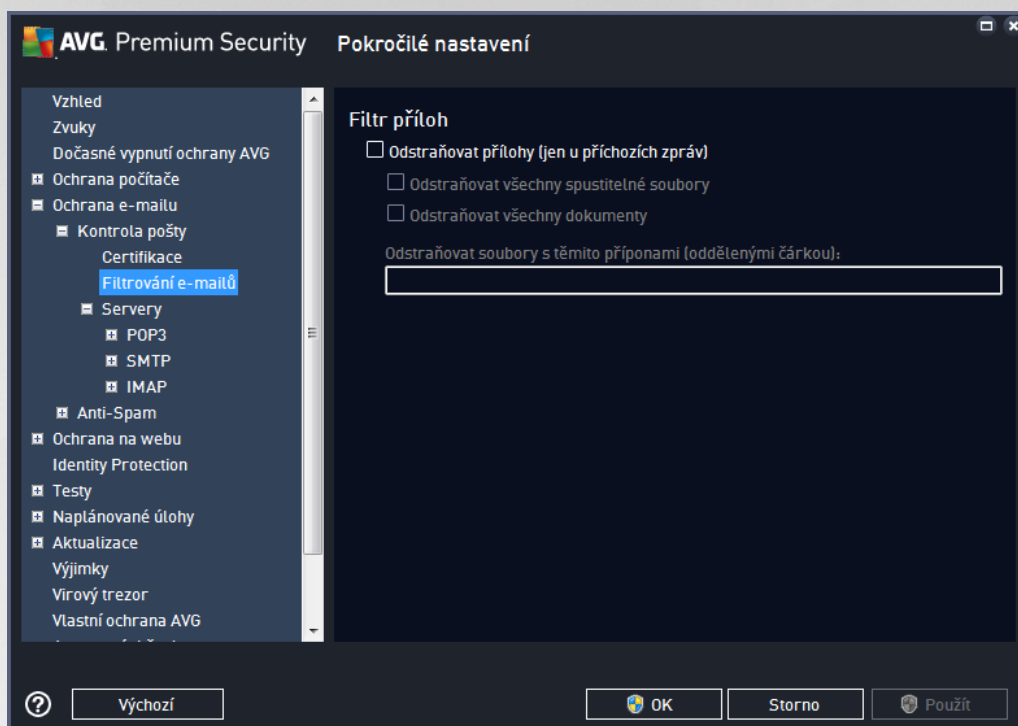 AVG. Premium Security Pokročilé nastavení
Vzhled
Zvuky
Dočasné vypnutí ochrany AVG
Ochrana počítače
Ochrana e-mailu
Kontrola pošty
Certifikace
Filtrování e-mailů
Servery
POP3
SMTP
IMAP
Anti-Spam
Ochrana na webu
Identity Protection
Testy
Naplánované úlohy
Aktualizace
Výjimky
Virový trezor
Vlastní ochrana AVG
Filtr příloh
Odstraňovat přílohy (jen u příchozích zpráv)
Odstraňovat všechny spustitelné soubory
Odstraňovat všechny dokumenty
Odstraňovat soubory s těmito příponami (oddělenými čárkou):
Výchozí
OK
Storno
Použít